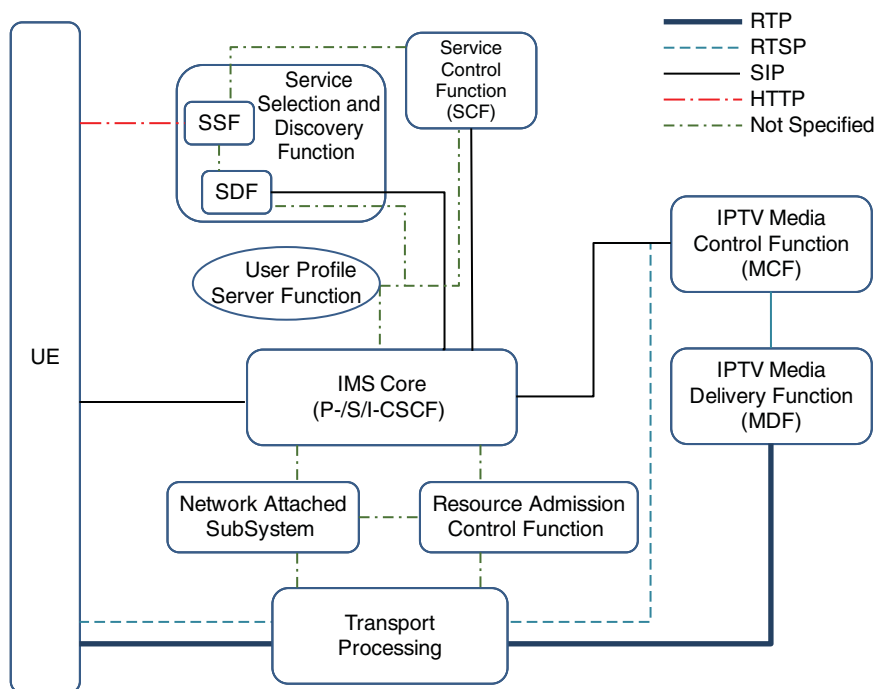 RTP
RTSP
SIP
HTTP
Not Specified
Service
Control
Function
(SCF)
Service
Selection and
Discovery
Function
SSF
SDF
IPTV Media
Control Function
(MCF)
User Profile
Server Function
UE
IMS Core
(P-/S/I-CSCF)
IPTV Media
Delivery Function
(MDF)
Network Attached
SubSystem
Resource Admission
Control Function
Transport
Processing